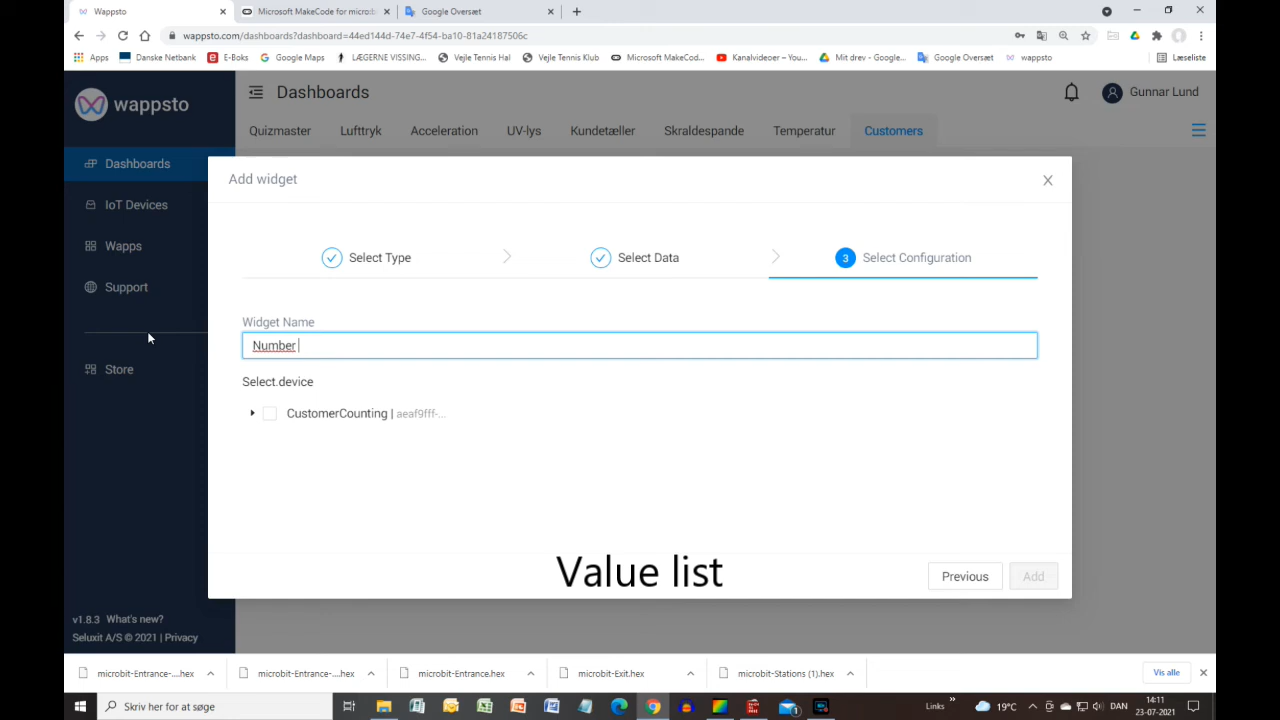 Wappsto
Microsoft MakeCode for micro:b
Google Oversæt
wappsto.com/dashboards?dashboard=44ed144d-74e7-4f54-ba10-81a24187506c
Apps
Danske Netbank
E-Boks
Google Maps
LÆGERNE VISSING...
Vejle Tennis Hal
Vejle Tennis Klub
Microsoft MakeCod...
Kanalvideoer – You...
Mit drev - Google...
Google Oversæt
wappsto
Læseliste
wappsto
Dashboards
Gunnar Lund
Quizmaster
Lufttryk
Acceleration
UV-lys
Kundetæller
Skraldespande
Temperatur
Customers
Dashboards
IoT Devices
Wapps
Support
Store
Add widget
Select Type
Select Data
3 Select Configuration
Widget Name
Number
Select.device
CustomerCounting | aeaf9fff-...
Value list
Previous
Add
v1.8.3 What's new?
Seluxit A/S © 2021 | Privacy
microbit-Entrance-....hex
microbit-Entrance-....hex
microbit-Entrance.hex
microbit-Exit.hex
microbit-Stations (1).hex
Vis alle
Skriv her for at søge
Links
19°C
DAN
14:11
23-07-2021